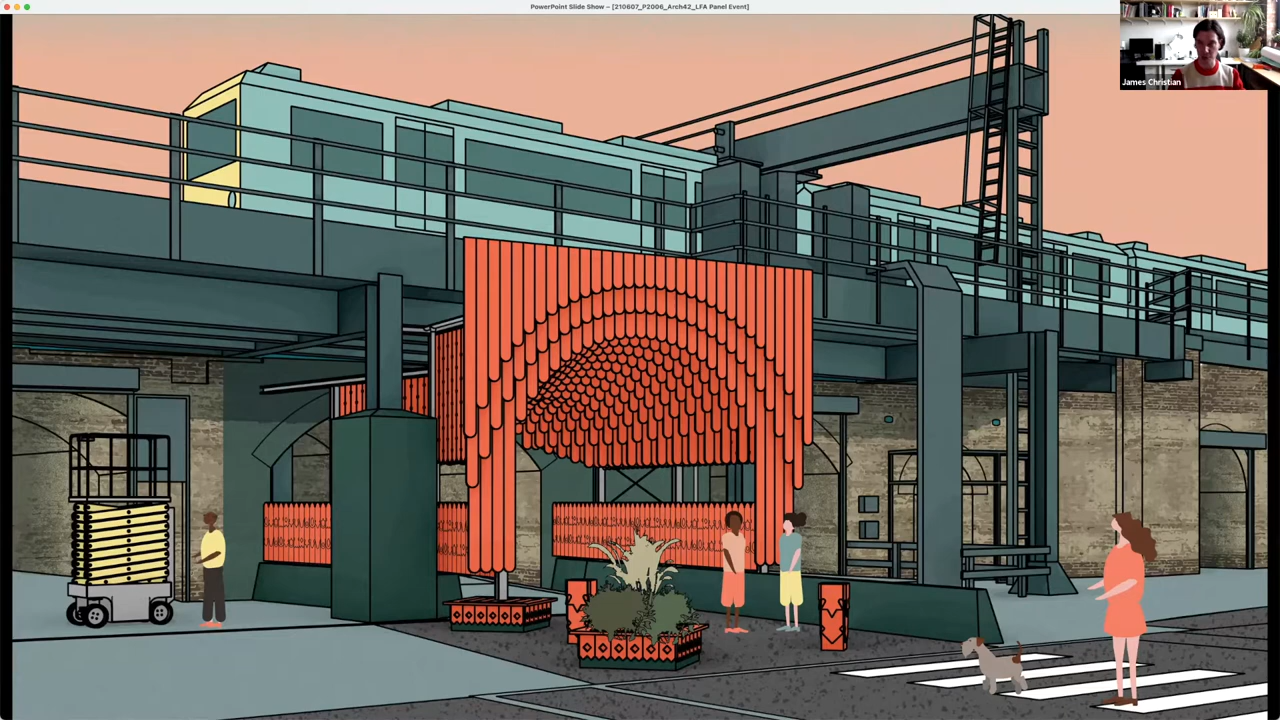 PowerPoint Slide Show – [210607_P2006_Arch42_LFA Panel Event]
James Christian